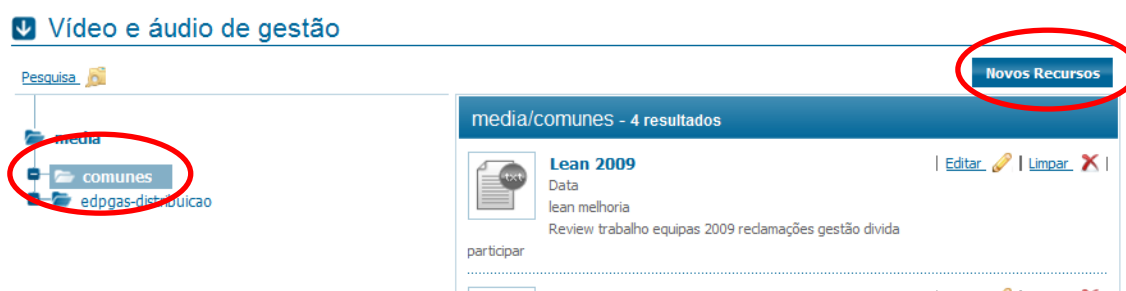 Vídeo e áudio de gestão
Pesquisa
Novos Recursos
media
comunes
edpgas-distribuicao
media/comunes - 4 resultados
Lean 2009
| Editar | Limpar |
Data
lean melhoria
Review trabalho equipas 2009 reclamações gestão divida
participar
txt